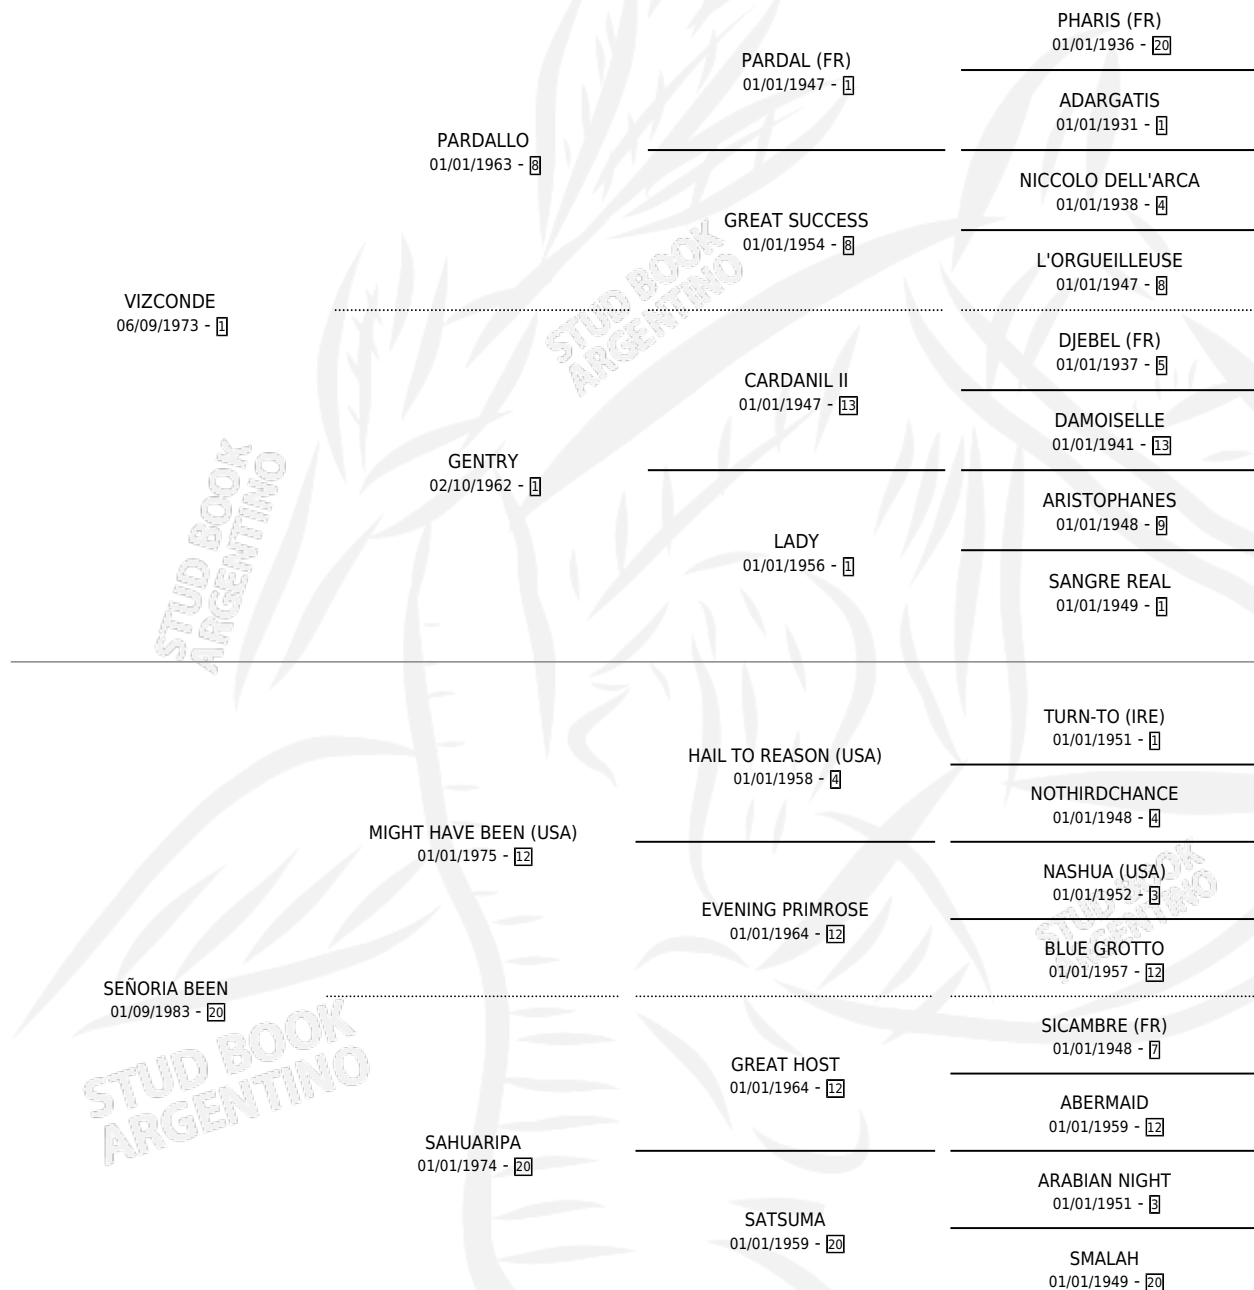 PHARIS (FR)
01/01/1936 - 20
PARDAL (FR)
01/01/1947 - 1
ADARGATIS
01/01/1931 - 1
PARDALLO
01/01/1963 - 8
NICCOLO DELL'ARCA
01/01/1938 - 4
GREAT SUCCESS
01/01/1954 - 8
L'ORGUEILLEUSE
01/01/1947 - 8
VIZCONDE
06/09/1973 - 1
STUD BOOK
ARGENTINO
DJEBEL (FR)
01/01/1937 - 5
CARDANIL II
01/01/1947 - 13
DAMOISELLE
01/01/1941 - 13
GENTRY
02/10/1962 - 1
ARISTOPHANES
01/01/1948 - 9
LADY
01/01/1956 - 1
SANGRE REAL
01/01/1949 - 1
STUD BOOK
ARGENTINO
TURN-TO (IRE)
01/01/1951 - 1
HAIL TO REASON (USA)
01/01/1958 - 4
NOTHIRDCHANCE
01/01/1948 - 4
MIGHT HAVE BEEN (USA)
01/01/1975 - 12
NASHUA (USA)
01/01/1952 - 3
STUD BOOK
ARGENTINO
EVENING PRIMROSE
01/01/1964 - 12
BLUE GROTTO
01/01/1957 - 12
SEÑORIA BEEN
01/09/1983 - 20
STUD BOOK
ARGENTINO
SICAMBRE (FR)
01/01/1948 - 7
GREAT HOST
01/01/1964 - 12
ABERMAID
01/01/1959 - 12
SAHUARIPA
01/01/1974 - 20
ARABIAN NIGHT
01/01/1951 - 3
SATSUMA
01/01/1959 - 20
SMALAH
01/01/1949 - 20